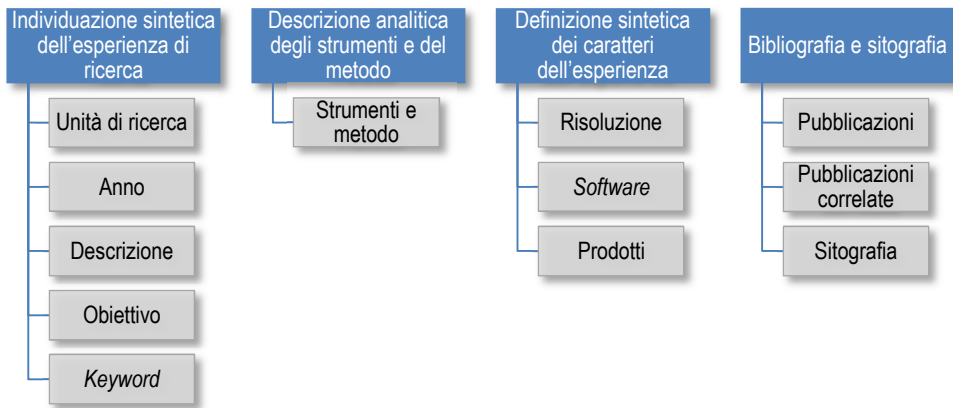 Individuazione sintetica
dell'esperienza di
ricerca
Unità di ricerca
Anno
Descrizione
Obiettivo
Keyword
Descrizione analitica
degli strumenti e del
metodo
Strumenti e
metodo
Definizione sintetica
dei caratteri
dell'esperienza
Risoluzione
Software
Prodotti
Bibliografia e sitografia
Pubblicazioni
Pubblicazioni
correlate
Sitografia